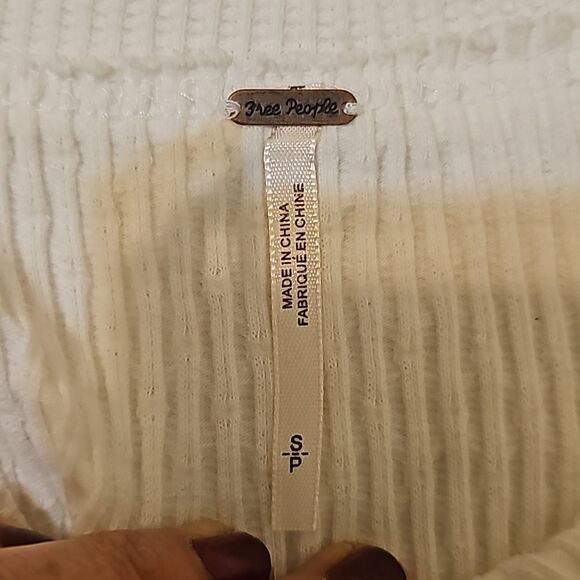 Free People
MADE IN CHINA
FABRIQUÉ EN CHINE
S
P